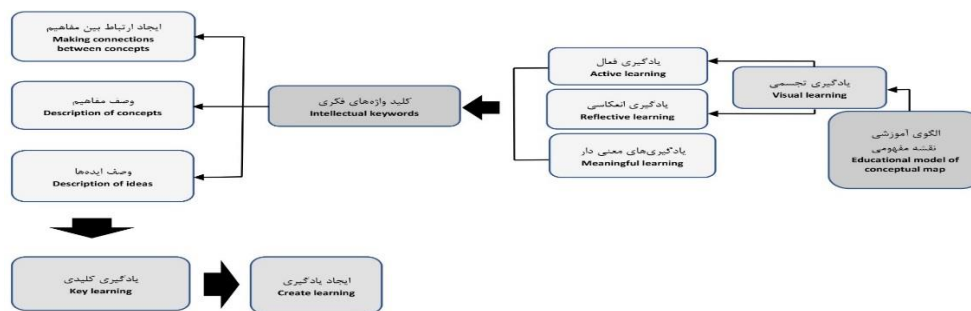 ایجاد ارتباط بین مفاهیم
Making connections
between concepts
وصف مفاهیم
Description of concepts
وصف ایده‌ها
Description of ideas
کلید واژه‌های فکری
Intellectual keywords
یادگیری فعال
Active learning
یادگیری انعکاسی
Reflective learning
یادگیری‌های معنی دار
Meaningful learning
یادگیری تجسمی
Visual learning
الگوی آموزشی
نقشه مفهومی
Educational model of
conceptual map
یادگیری کلیدی
Key learning
ایجاد یادگیری
Create learning